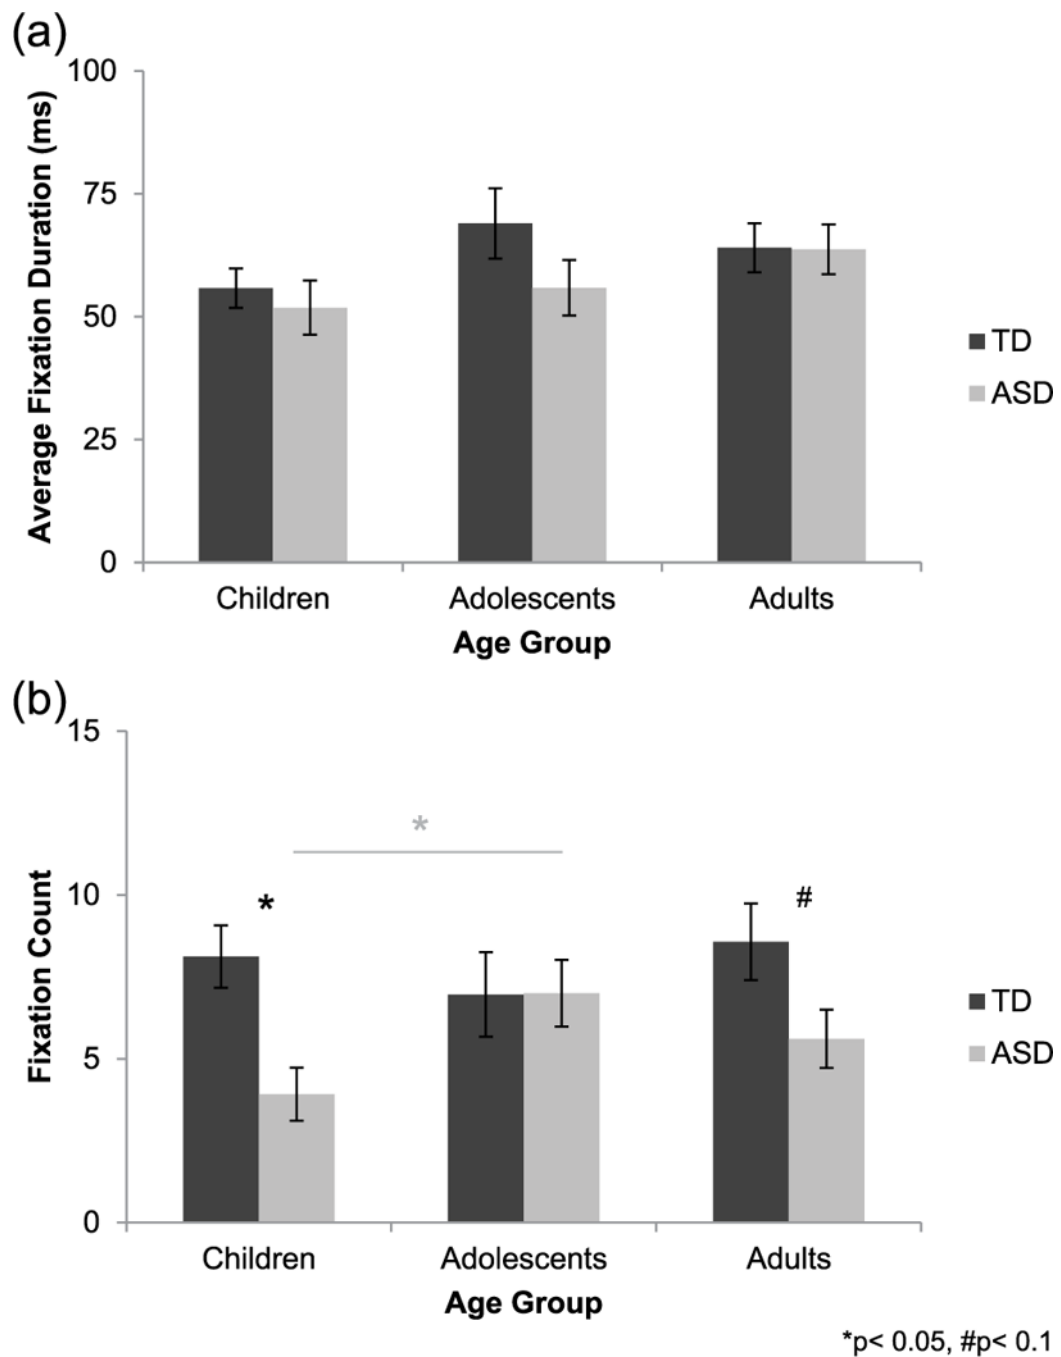 (a)
Average Fixation Duration (ms)
100
75
50
25
0
Children Adolescents Adults
Age Group
TD
ASD
(b)
Fixation Count
15
10
5
0
*
*
#
Children Adolescents Adults
Age Group
TD
ASD
*p< 0.05, #p< 0.1